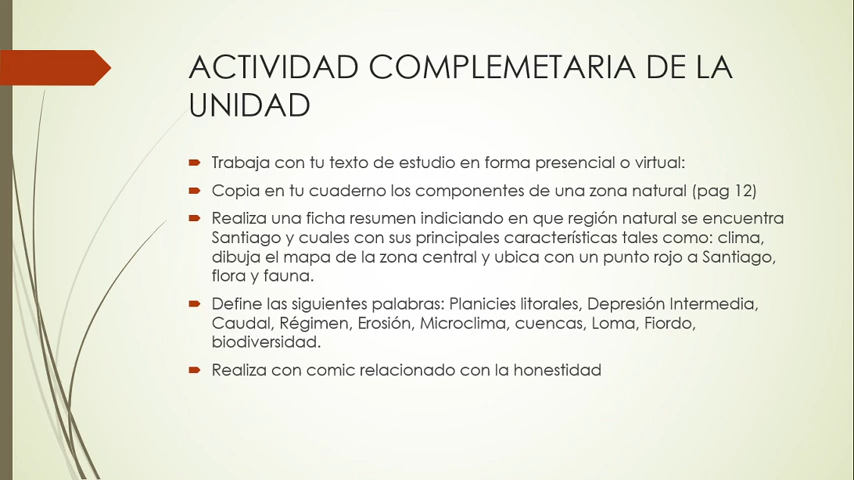 ACTIVIDAD COMPLEMETARIA DE LA
UNIDAD
Trabaja con tu texto de estudio en forma presencial o virtual:
Copia en tu cuaderno los componentes de una zona natural (pag 12)
Realiza una ficha resumen indiciando en que región natural se encuentra
Santiago y cuales con sus principales características tales como: clima,
dibuja el mapa de la zona central y ubica con un punto rojo a Santiago,
flora y fauna.
Define las siguientes palabras: Planicies litorales, Depresión Intermedia,
Caudal, Régimen, Erosión, Microclima, cuencas, Loma, Fiordo,
biodiversidad.
Realiza con comic relacionado con la honestidad